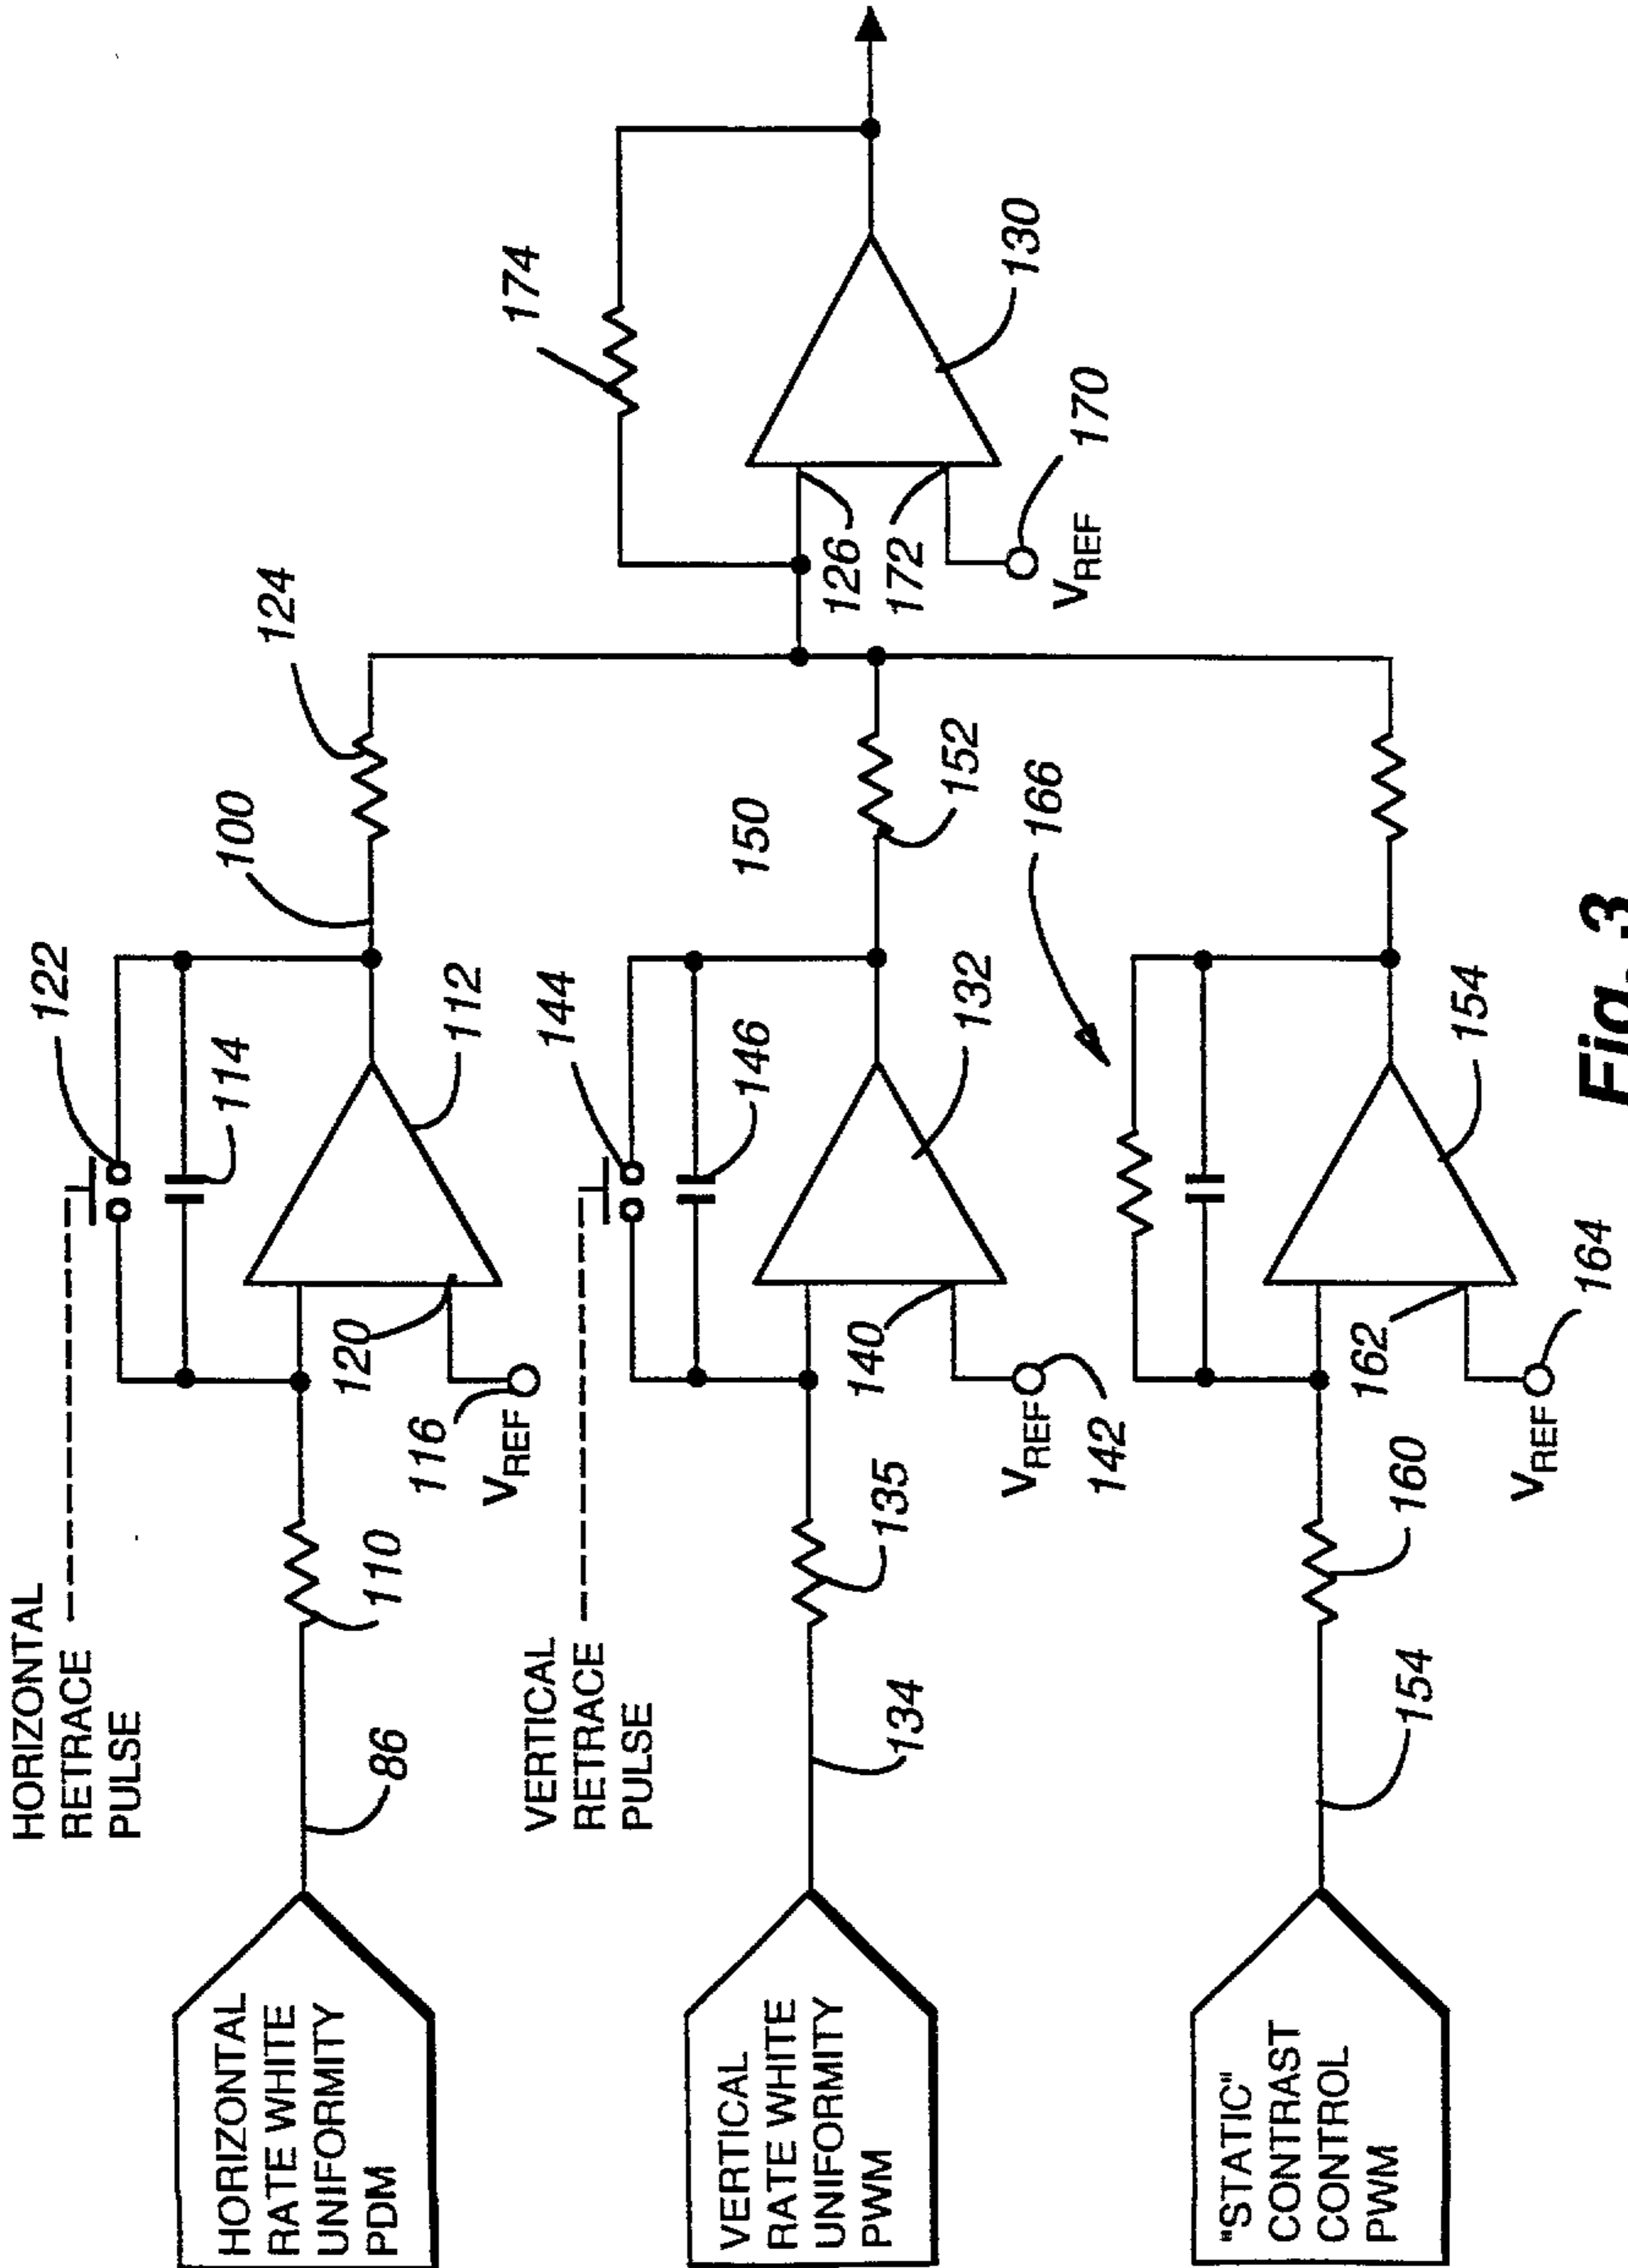 HORIZONTAL
RETRACE
PULSE
122
114
100
124
HORIZONTAL
RATE WHITE
UNIFORMITY
PDM
86
110
116
VREF
120
112
174
126
172
130
170
VREF
VERTICAL
RETRACE
PULSE
144
146
150
152
VERTICAL
RATE WHITE
UNIFORMITY
PWM
134
135
140
VREF
142
132
166
"STATIC"
CONTRAST
CONTROL
PWM
154
160
162
VREF
164
154
Fig. 3